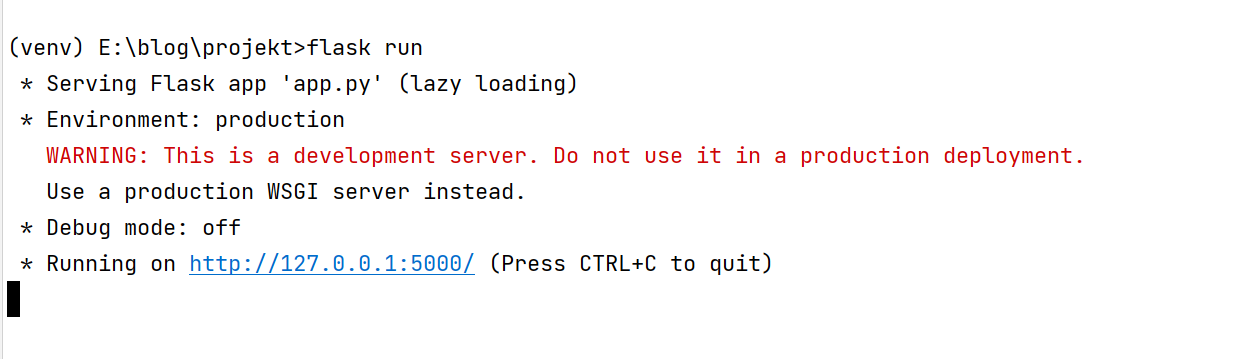 (venv) E:\blog\projekt>flask run
* Serving Flask app 'app.py' (lazy loading)
* Environment: production
WARNING: This is a development server. Do not use it in a production deployment.
Use a production WSGI server instead.
* Debug mode: off
* Running on http://127.0.0.1:5000/ (Press CTRL+C to quit)